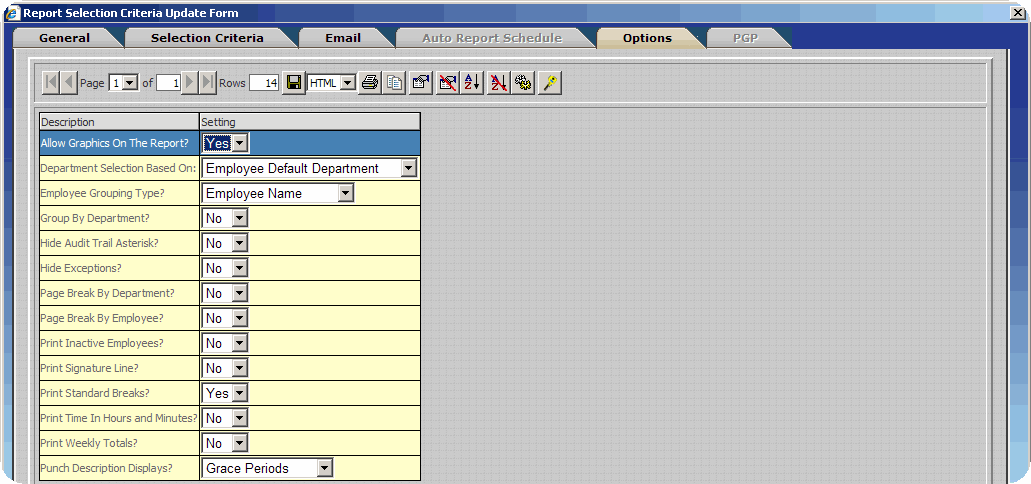 Report Selection Criteria Update Form
General Selection Criteria Email Auto Report Schedule Options PGP
Page 1 of 1 Rows 14 HTML
Description Setting
Allow Graphics On The Report? Yes
Department Selection Based On: Employee Default Department
Employee Grouping Type? Employee Name
Group By Department? No
Hide Audit Trail Asterisk? No
Hide Exceptions? No
Page Break By Department? No
Page Break By Employee? No
Print Inactive Employees? No
Print Signature Line? No
Print Standard Breaks? Yes
Print Time In Hours and Minutes? No
Print Weekly Totals? No
Punch Description Displays? Grace Periods